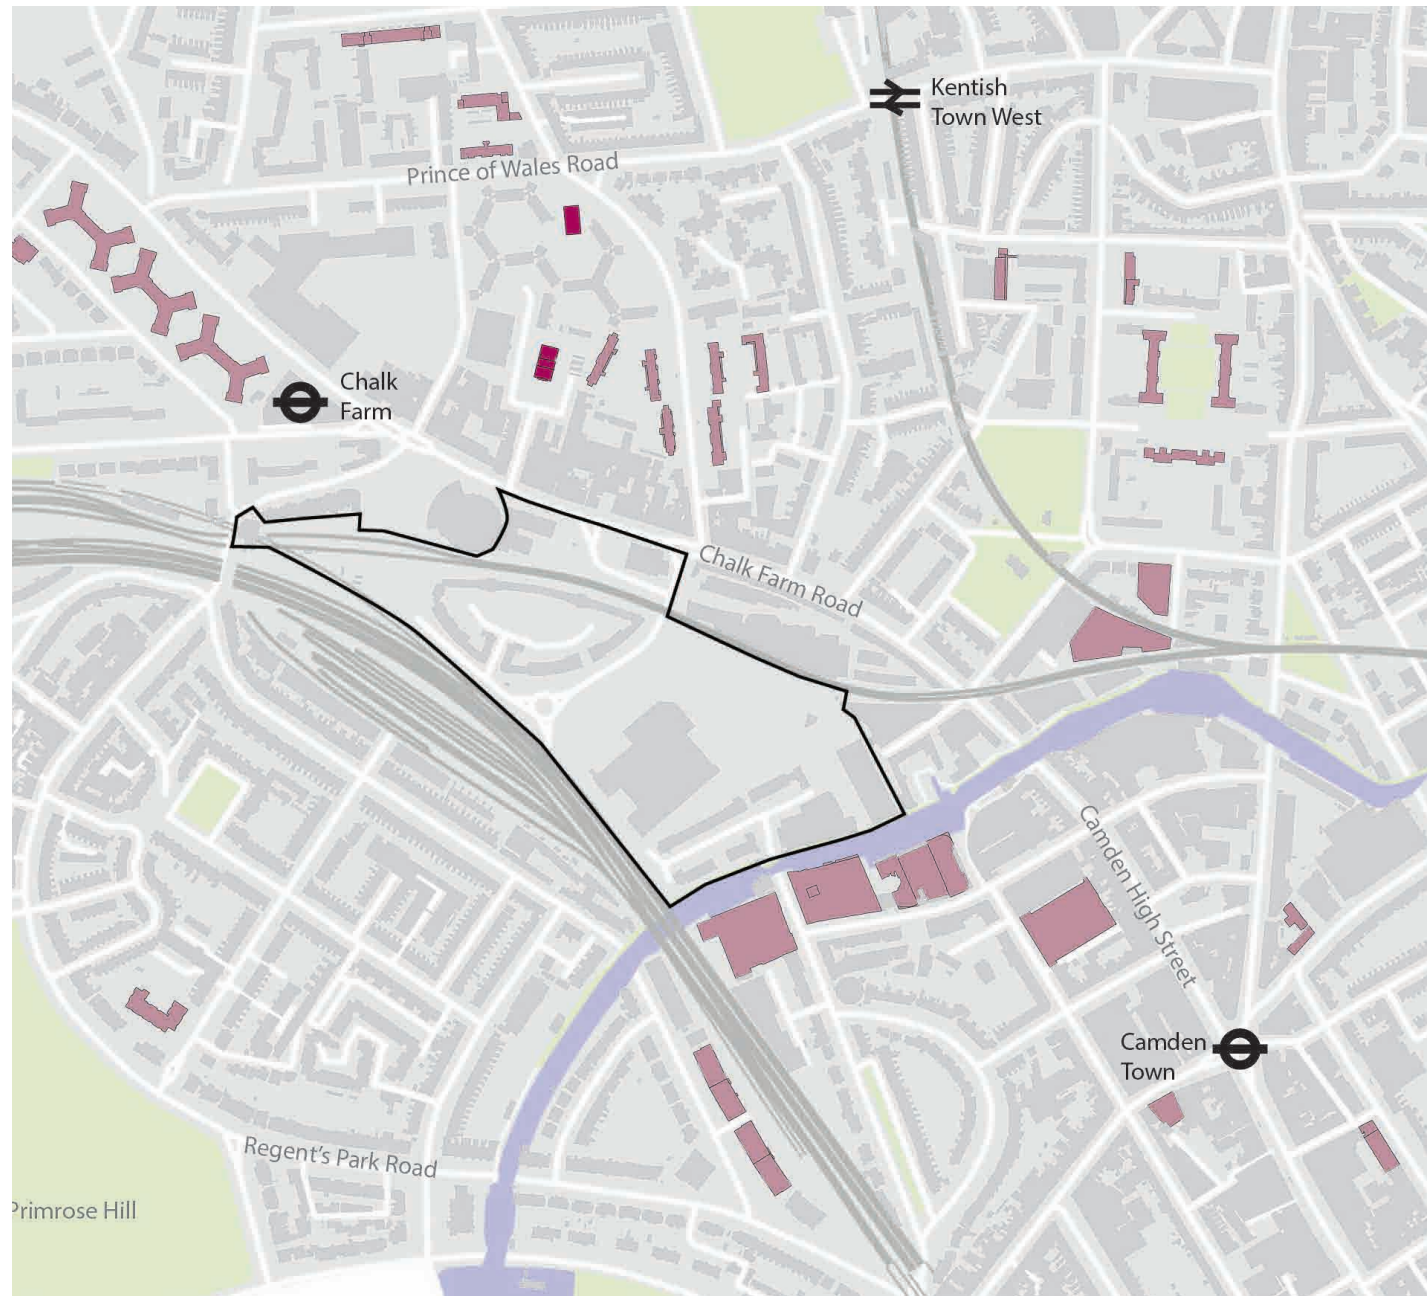 Kentish
Town West
Prince of Wales Road
Chalk
Farm
Chalk Farm Road
Camden High Street
Camden
Town
Regent's Park Road
Primrose Hill